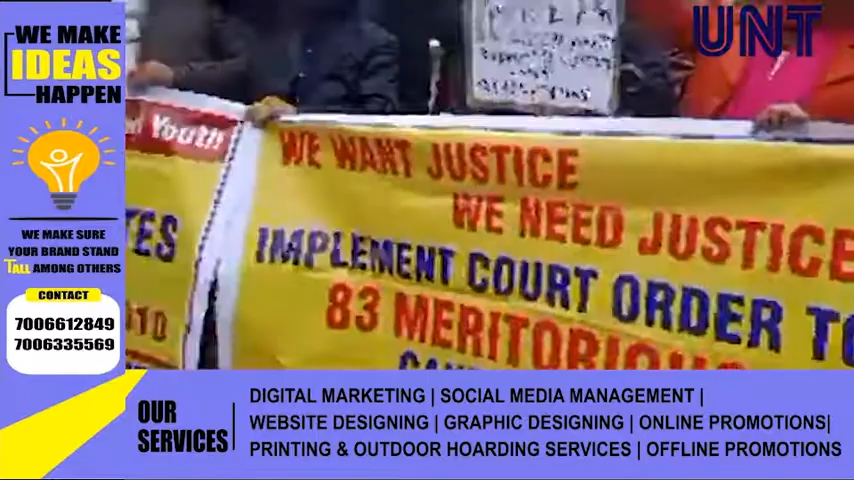 WE MAKE
IDEAS
HAPPEN
WE MAKE SURE
YOUR BRAND STAND
Tall AMONG OTHERS
CONTACT
7006612849
7006335569
UNT
Youth
WE WANT JUSTICE
WE NEED JUSTICE
IMPLEMENT COURT ORDER
83 MERITORIOUS
OUR
SERVICES
DIGITAL MARKETING | SOCIAL MEDIA MANAGEMENT |
WEBSITE DESIGNING | GRAPHIC DESIGNING | ONLINE PROMOTIONS|
PRINTING & OUTDOOR HOARDING SERVICES | OFFLINE PROMOTIONS